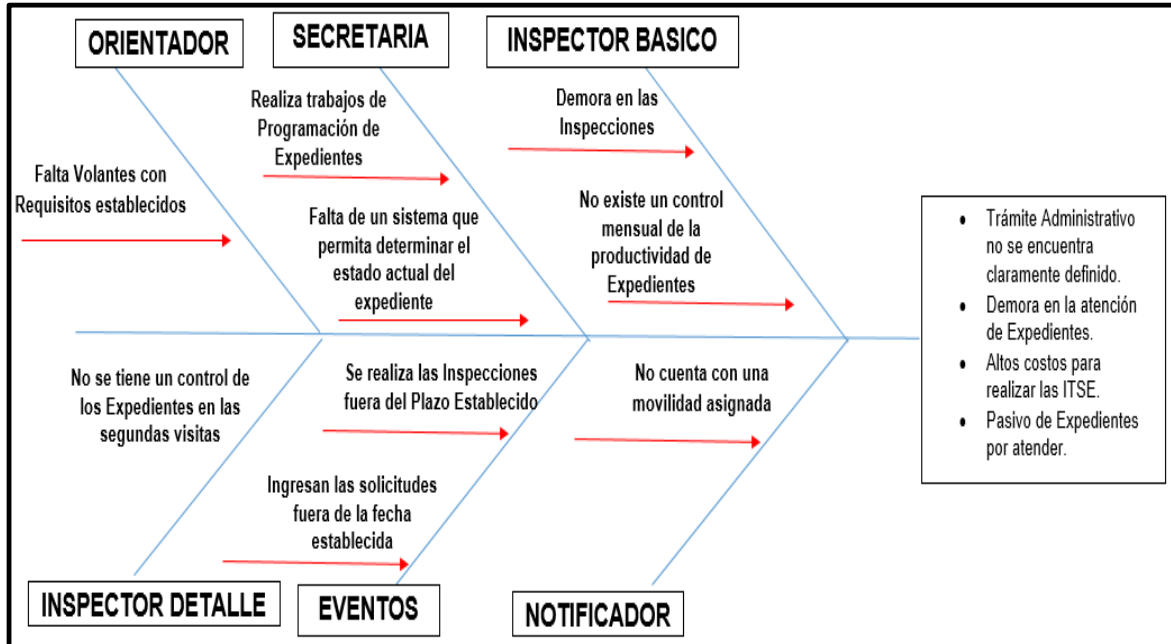 ORIENTADOR
SECRETARIA
INSPECTOR BASICO
Realiza trabajos de
Programación de
Expedientes
Demora en las
Inspecciones
Falta Volantes con
Requisitos establecidos
Falta de un sistema que
permita determinar el
estado actual del
expediente
No existe un control
mensual de la
productividad de
Expedientes
No se tiene un control de
los Expedientes en las
segundas visitas
Se realiza las Inspecciones
fuera del Plazo Establecido
No cuenta con una
movilidad asignada
Ingresan las solicitudes
fuera de la fecha
establecida
INSPECTOR DETALLE
EVENTOS
NOTIFICADOR
• Trámite Administrativo
no se encuentra
claramente definido.
• Demora en la atención
de Expedientes.
• Altos costos para
realizar las ITSE.
• Pasivo de Expedientes
por atender.